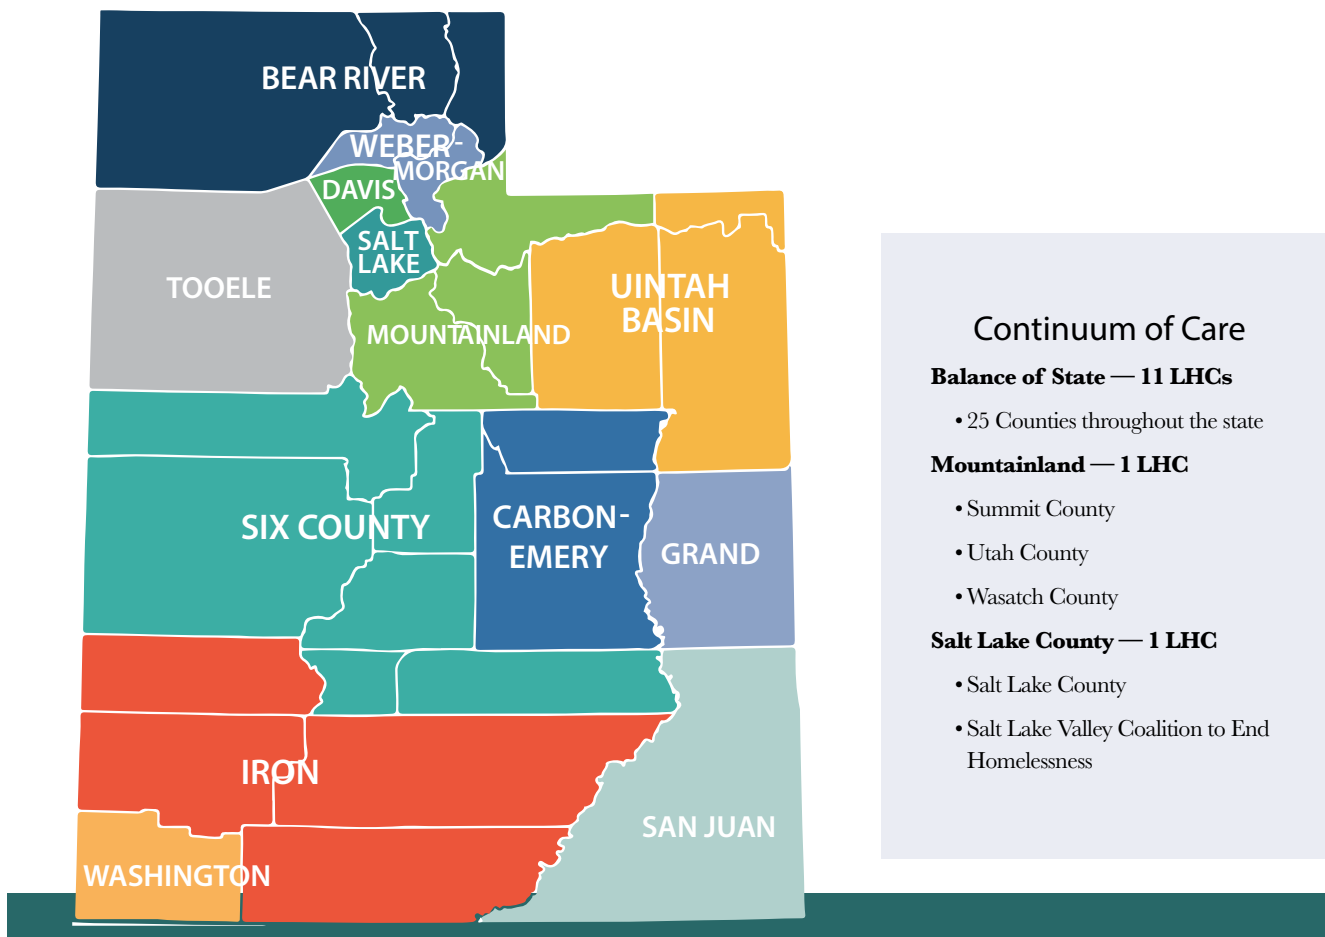 BEAR RIVER
WEBER-
MORGAN
DAVIS
SALT
LAKE
TOOELE
UINTAH
BASIN
MOUNTAINLAND
SIX COUNTY
CARBON-
EMERY
GRAND
IRON
SAN JUAN
WASHINGTON
Continuum of Care
Balance of State — 11 LHCs
• 25 Counties throughout the state
Mountainland — 1 LHC
• Summit County
• Utah County
• Wasatch County
Salt Lake County — 1 LHC
• Salt Lake County
• Salt Lake Valley Coalition to End
Homelessness